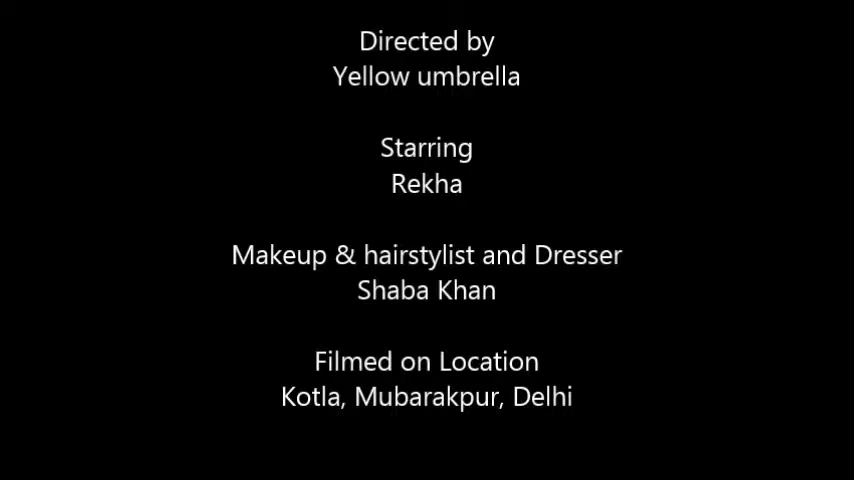 Directed by
Yellow umbrella
Starring
Rekha
Makeup & hairstylist and Dresser
Shaba Khan
Filmed on Location
Kotla, Mubarakpur, Delhi